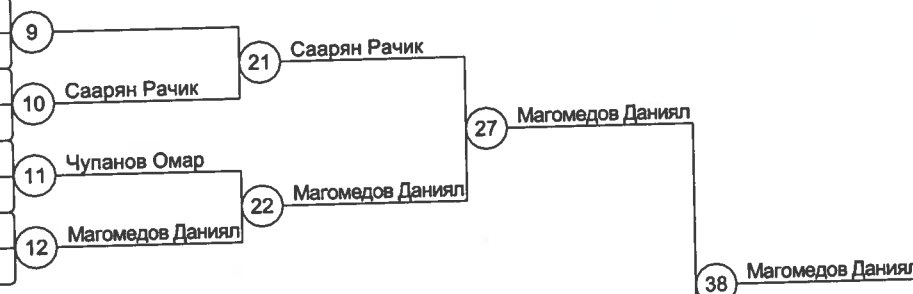 9
21 Саарян Рачик
10 Саарян Рачик
27 Магомедов Даниял
11 Чупанов Омар
22 Магомедов Даниял
12 Магомедов Даниял
38 Магомедов Даниял